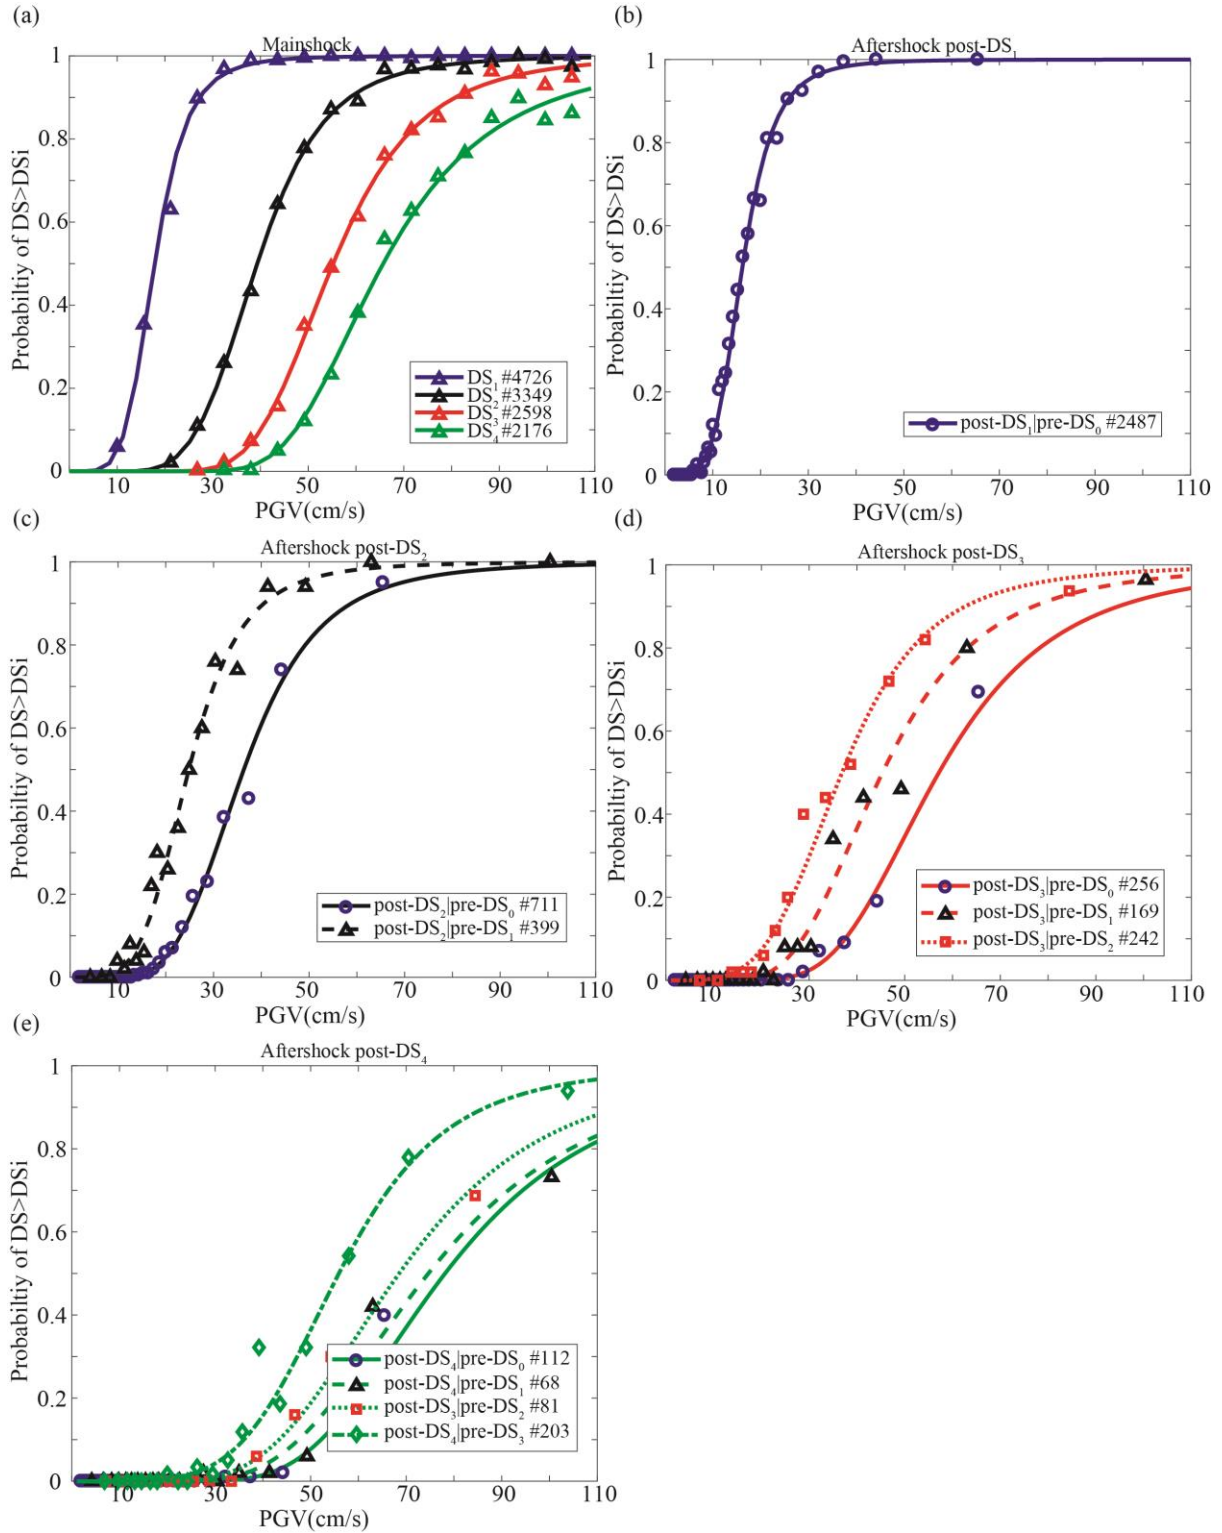 (a)
Mainshock
1
0.8
0.6
0.4
0.2
0
Probabiltiy of DS>DSi
10 30 50 70 90 110
PGV(cm/s)
DS1 #4726
DS2 #3349
DS3 #2598
DS4 #2176
(b)
Aftershock post-DS1
1
0.8
0.6
0.4
0.2
0
Probabiltiy of DS>DSi
10 30 50 70 90 110
PGV(cm/s)
post-DS1|pre-DS0 #2487
(c)
Aftershock post-DS2
1
0.8
0.6
0.4
0.2
0
Probabiltiy of DS>DSi
10 30 50 70 90 110
PGV(cm/s)
post-DS2|pre-DS0 #711
post-DS2|pre-DS1 #399
(d)
Aftershock post-DS3
1
0.8
0.6
0.4
0.2
0
Probabiltiy of DS>DSi
10 30 50 70 90 110
PGV(cm/s)
post-DS3|pre-DS0 #256
post-DS3|pre-DS1 #169
post-DS3|pre-DS2 #242
(e)
Aftershock post-DS4
1
0.8
0.6
0.4
0.2
0
Probabiltiy of DS>DSi
10 30 50 70 90 110
PGV(cm/s)
post-DS4|pre-DS0 #112
post-DS4|pre-DS1 #68
post-DS3|pre-DS2 #81
post-DS4|pre-DS3 #203